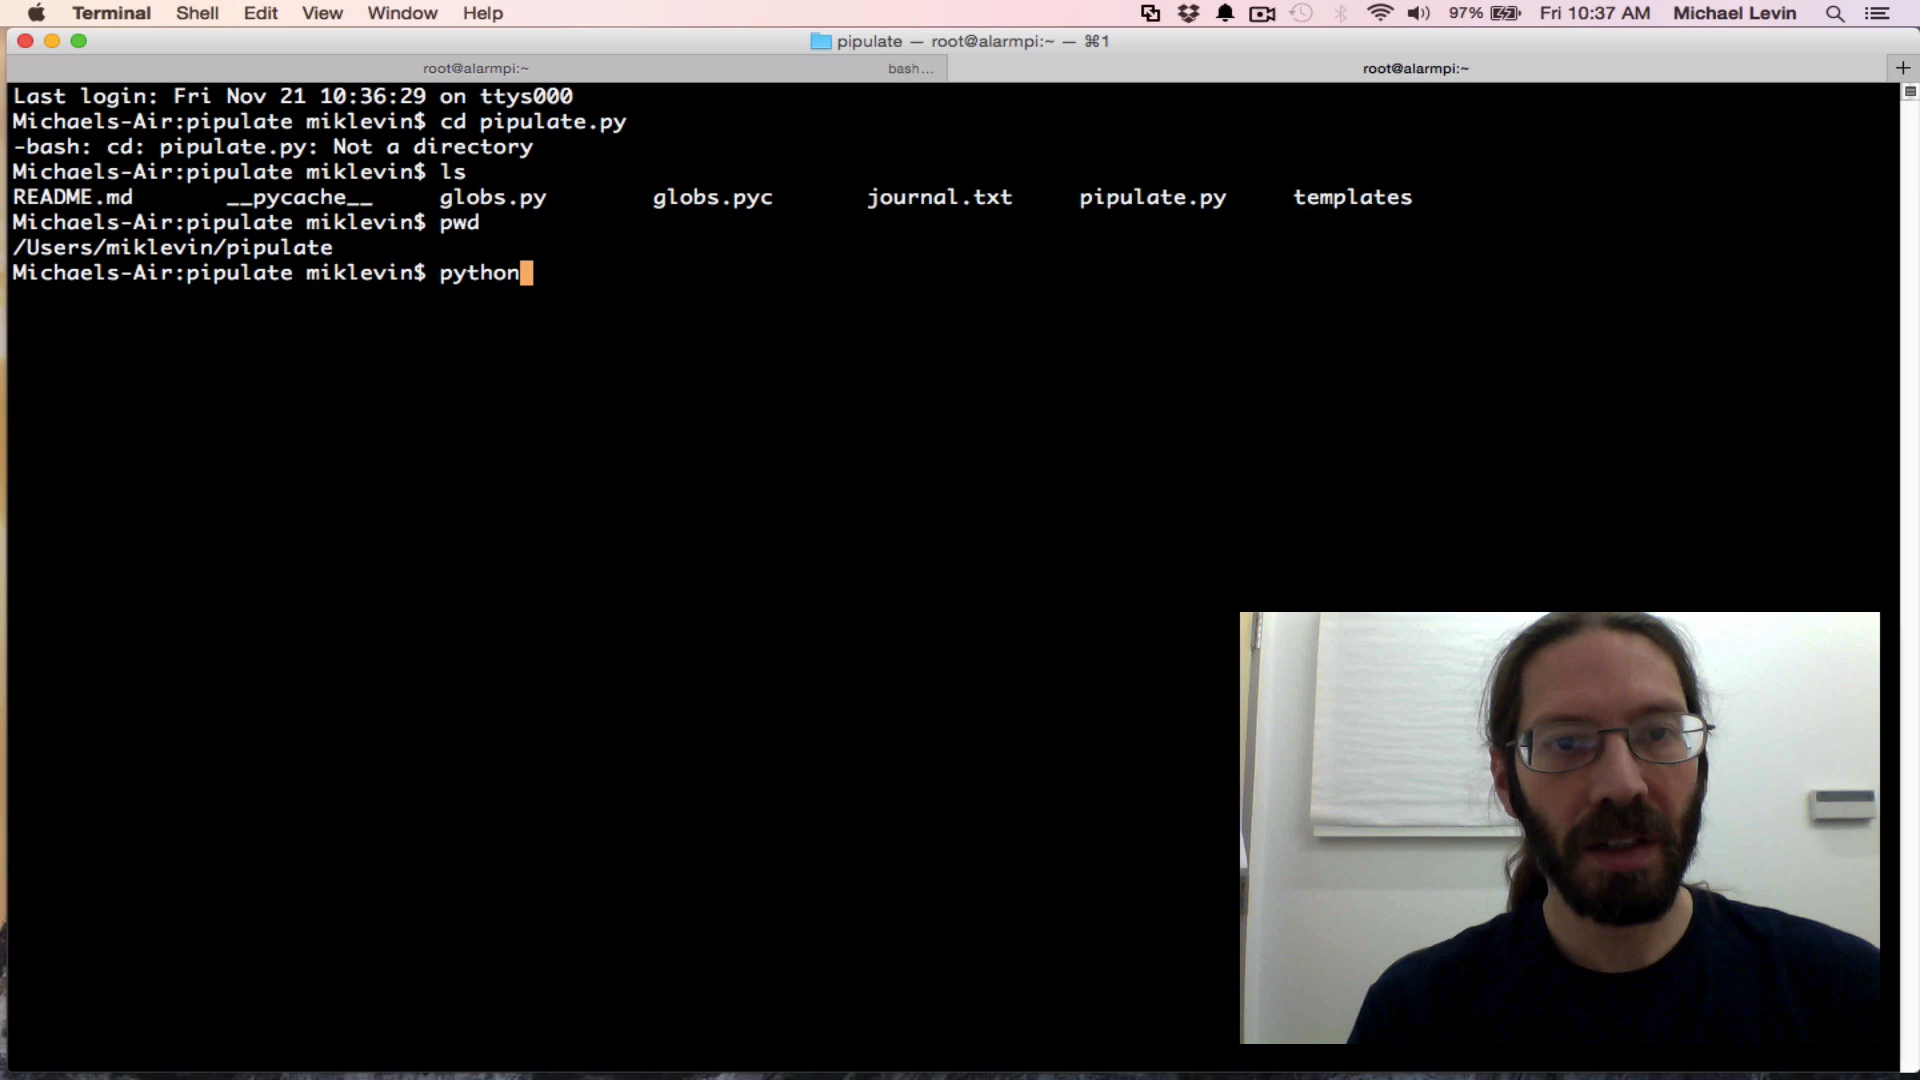 Terminal Shell Edit View Window Help 97% Fri 10:37 AM Michael Levin
pipulate — root@alarmpi:~ — ⌘1
root@alarmpi:~ bash... root@alarmpi:~ +
Last login: Fri Nov 21 10:36:29 on ttys000
Michaels-Air:pipulate miklevin$ cd pipulate.py
-bash: cd: pipulate.py: Not a directory
Michaels-Air:pipulate miklevin$ ls
README.md __pycache__ globs.py globs.pyc journal.txt pipulate.py templates
Michaels-Air:pipulate miklevin$ pwd
/Users/miklevin/pipulate
Michaels-Air:pipulate miklevin$ python